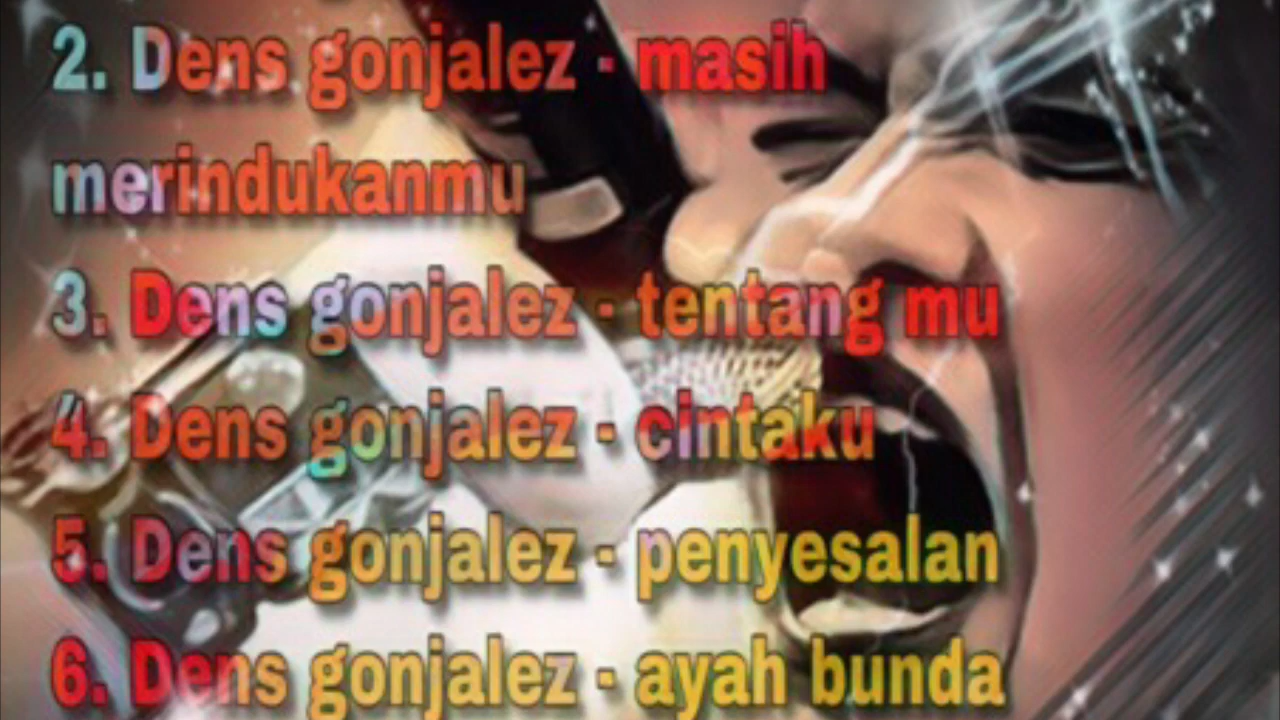 2. Dens gonjalez - masih
merindukanmu
3. Dens gonjalez - tentang mu
4. Dens gonjalez - cintaku
5. Dens gonjalez - penyesalan
6. Dens gonjalez - ayah bunda